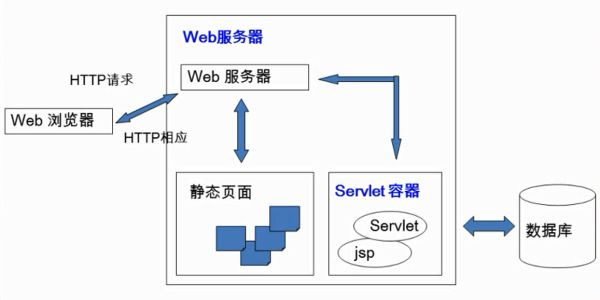 Web服务器
Web 服务器
HTTP请求
Web 浏览器
HTTP相应
静态页面
Servlet 容器
Servlet
jsp
数据库